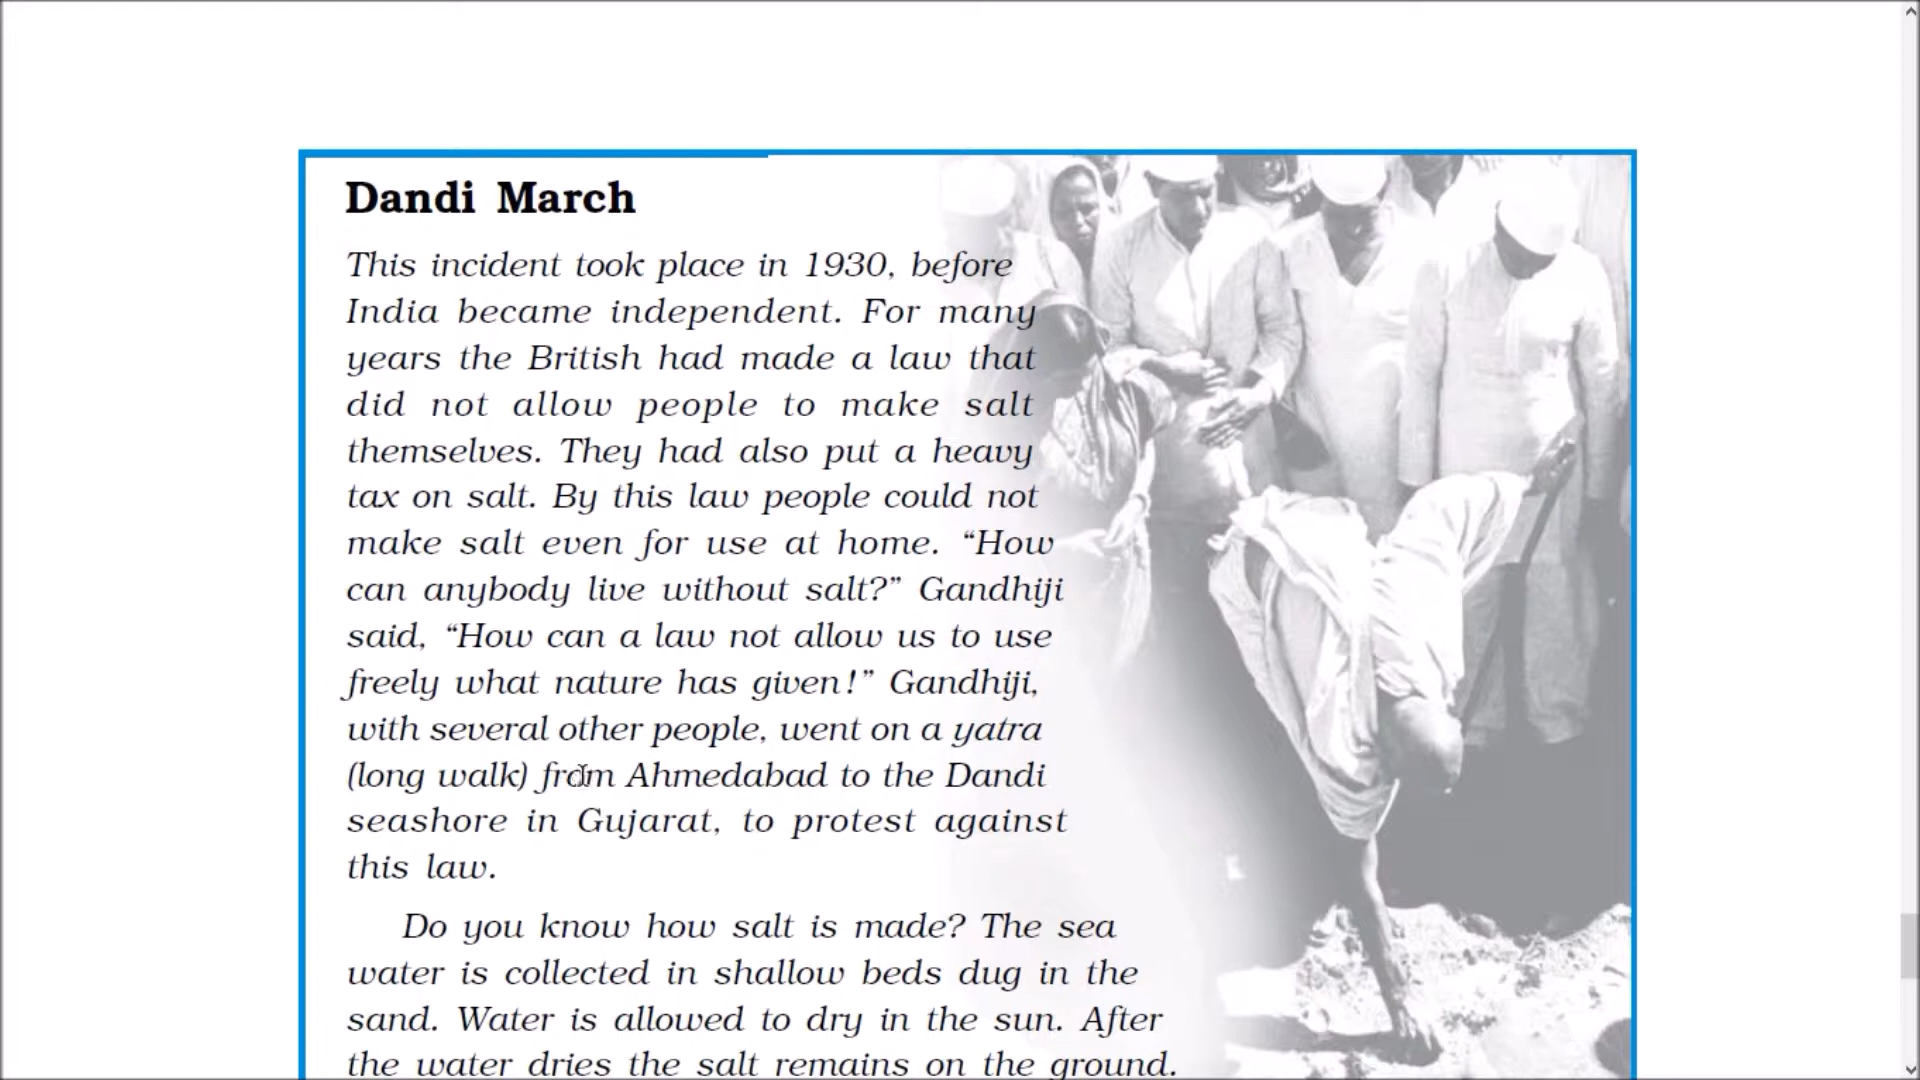 Dandi March
This incident took place in 1930, before
India became independent. For many
years the British had made a law that
did not allow people to make salt
themselves. They had also put a heavy
tax on salt. By this law people could not
make salt even for use at home. “How
can anybody live without salt?” Gandhiji
said, “How can a law not allow us to use
freely what nature has given!” Gandhiji,
with several other people, went on a yatra
(long walk) from Ahmedabad to the Dandi
seashore in Gujarat, to protest against
this law.
Do you know how salt is made? The sea
water is collected in shallow beds dug in the
sand. Water is allowed to dry in the sun. After
the water dries the salt remains on the ground.